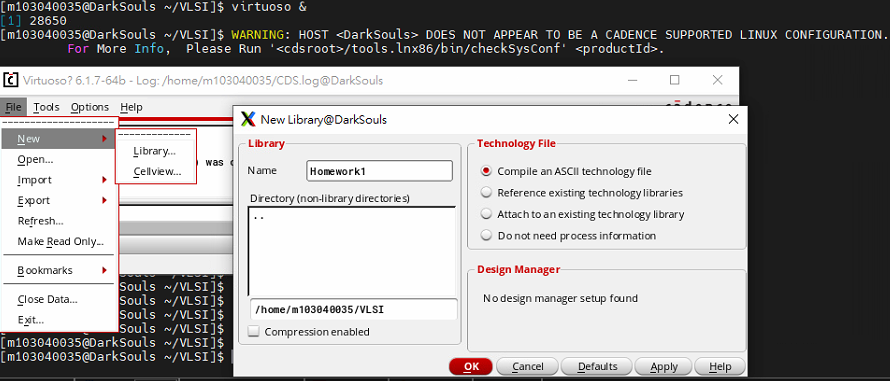 [m103040035@DarkSouls ~/VLSI]$ virtuoso &
[1] 28650
[m103040035@DarkSouls ~/VLSI]$ WARNING: HOST <DarkSouls> DOES NOT APPEAR TO BE A CADENCE SUPPORTED LINUX CONFIGURATION.
For More Info, Please Run '<cdsroot>/tools.lnx86/bin/checkSysConf' <productId>.
Virtuoso? 6.1.7-64b - Log: /home/m103040035/CDS.log@DarkSouls
File Tools Options Help
New
Open...
Import
Export
Refresh...
Make Read Only...
Bookmarks
Close Data...
Exit...
Library...
Cellview...
was
New Library@DarkSouls
Library
Name Homework1
Directory (non-library directories)
..
/home/m103040035/VLSI
Compression enabled
Technology File
Compile an ASCII technology file
Reference existing technology libraries
Attach to an existing technology library
Do not need process information
Design Manager
No design manager setup found
OK Cancel Defaults Apply Help
Souls ~/VLSI]$
Souls ~/VLSI]$
Souls ~/VLSI]$
Souls ~/VLSI]$
[m103040035@DarkSouls ~/VLSI]$
[m103040035@DarkSouls ~/VLSI]$